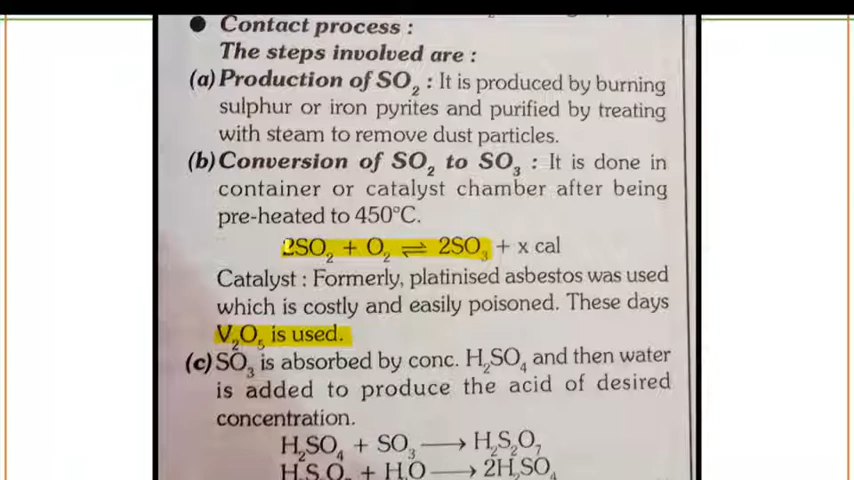 ● Contact process :
The steps involved are :
(a) Production of SO₂ : It is produced by burning
sulphur or iron pyrites and purified by treating
with steam to remove dust particles.
(b) Conversion of SO₂ to SO₃ : It is done in
container or catalyst chamber after being
pre-heated to 450°C.
2SO₂ + O₂ ⇌ 2SO₃ + x cal
Catalyst : Formerly, platinised asbestos was used
which is costly and easily poisoned. These days
V₂O₅ is used.
(c) SO₃ is absorbed by conc. H₂SO₄ and then water
is added to produce the acid of desired
concentration.
H₂SO₄ + SO₃ ⟶ H₂S₂O₇
H₂S₂O₇ + H₂O ⟶ 2H₂SO₄